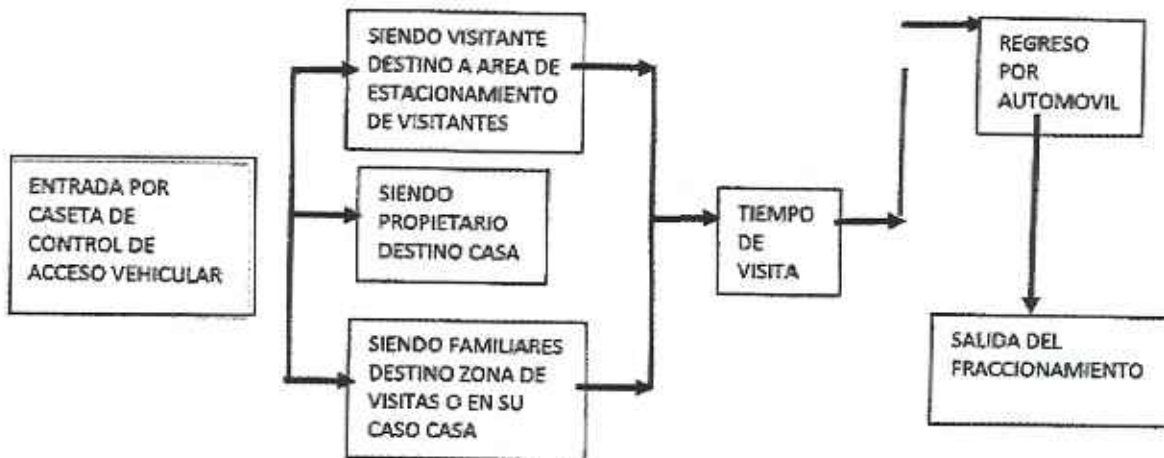 ENTRADA POR
CASETA DE
CONTROL DE
ACCESO VEHICULAR
SIENDO VISITANTE
DESTINO A AREA DE
ESTACIONAMIENTO
DE VISITANTES
SIENDO
PROPIETARIO
DESTINO CASA
SIENDO FAMILIARES
DESTINO ZONA DE
VISITAS O EN SU
CASO CASA
TIEMPO
DE
VISITA
REGRESO
POR
AUTOMOVIL
SALIDA DEL
FRACCIONAMIENTO